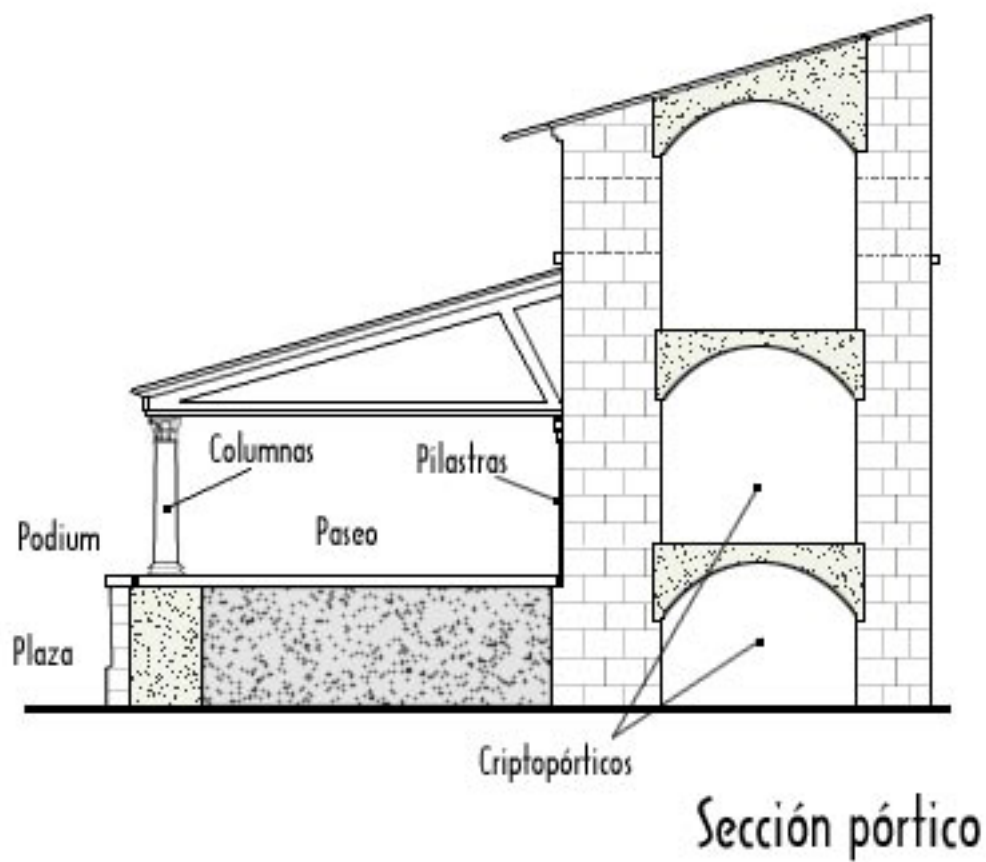 Columnas
Pilastras
Podium
Paseo
Plaza
Criptopórticos
Sección pórtico